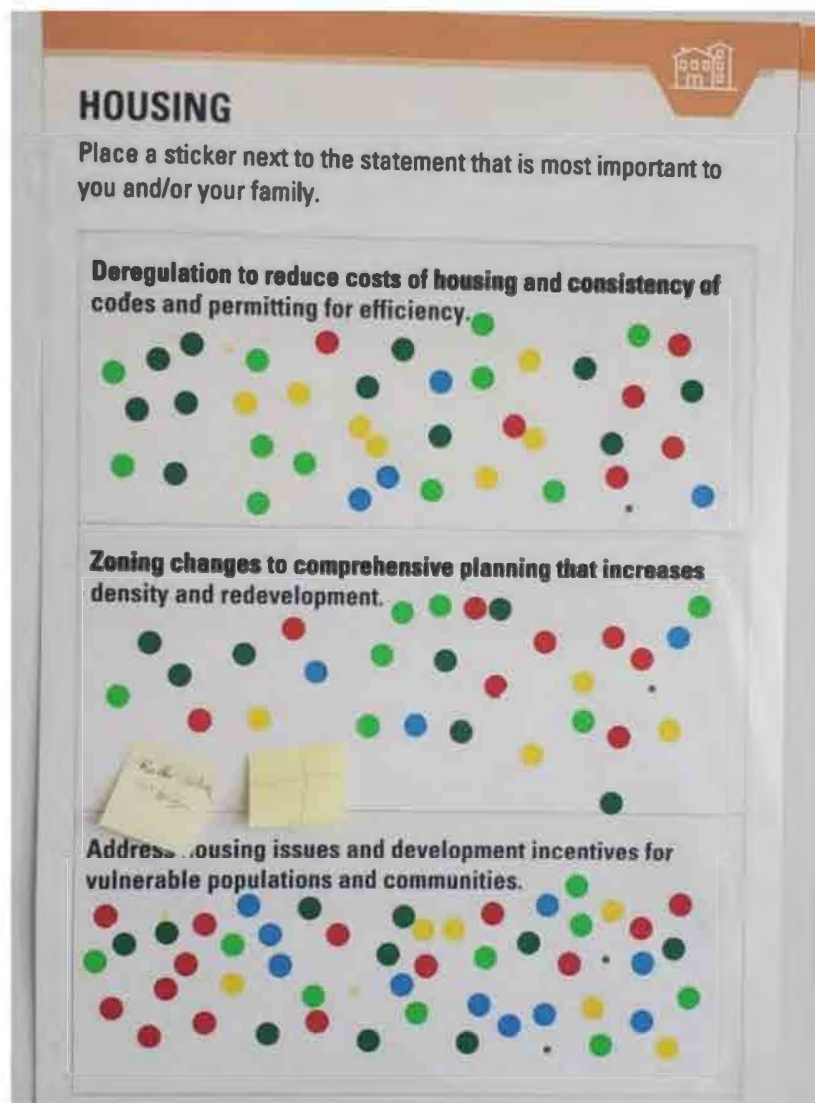 HOUSING
Place a sticker next to the statement that is most important to
you and/or your family.
Deregulation to reduce costs of housing and consistency of
codes and permitting for efficiency.
Zoning changes to comprehensive planning that increases
density and redevelopment.
Address housing issues and development incentives for
vulnerable populations and communities.